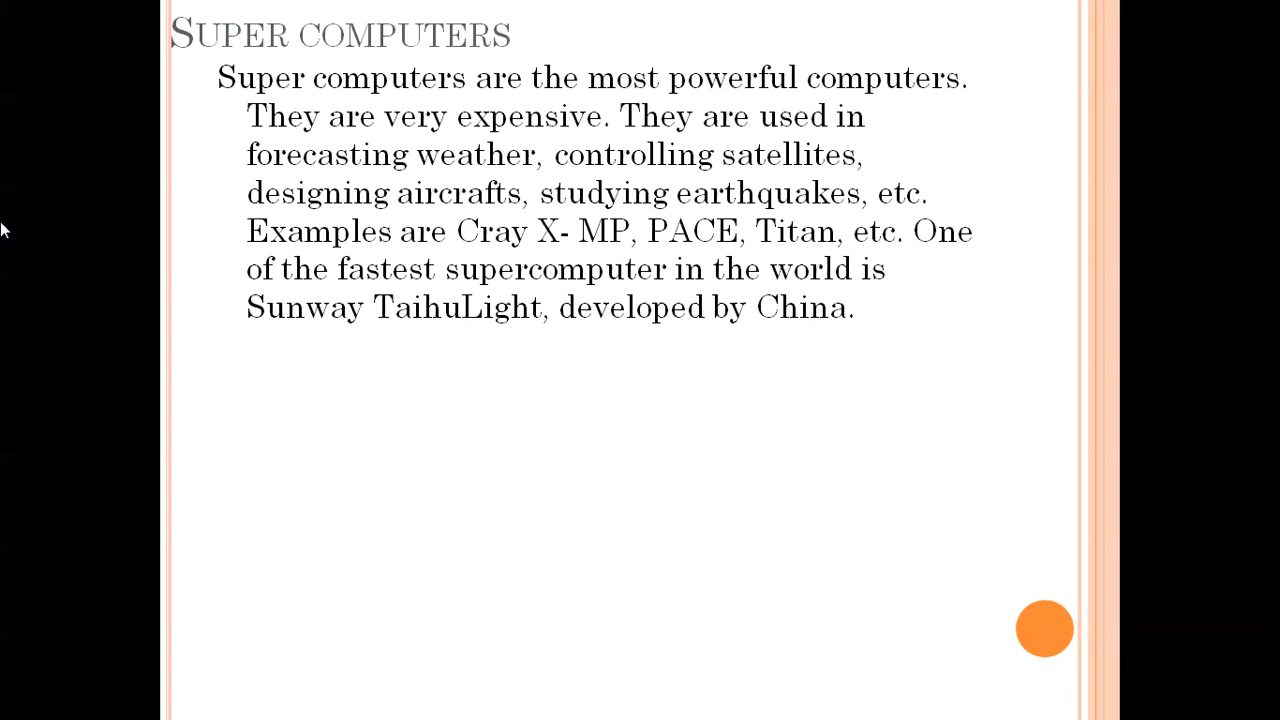 SUPER COMPUTERS
Super computers are the most powerful computers.
They are very expensive. They are used in
forecasting weather, controlling satellites,
designing aircrafts, studying earthquakes, etc.
Examples are Cray X- MP, PACE, Titan, etc. One
of the fastest supercomputer in the world is
Sunway TaihuLight, developed by China.